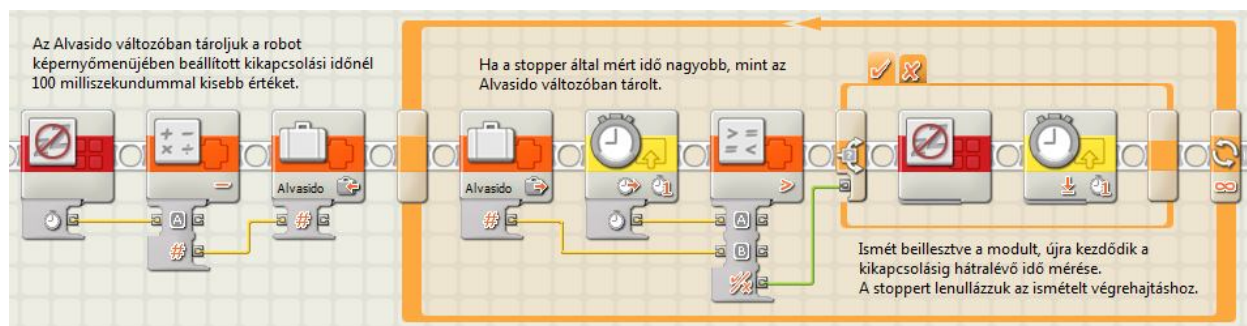 Az Alvasido változóban tároljuk a robot
képernyőmenüjében beállított kikapcsolási időnél
100 milliszekundummal kisebb értéket.
Ha a stopper által mért idő nagyobb, mint az
Alvasido változóban tárolt.
Alvasido
Alvasido
A
#
#
#
A
B
Ismét beillesztve a modult, újra kezdődik a
kikapcsolásig hátralévő idő mérése.
A stoppert lenullázzuk az ismételt végrehajtáshoz.